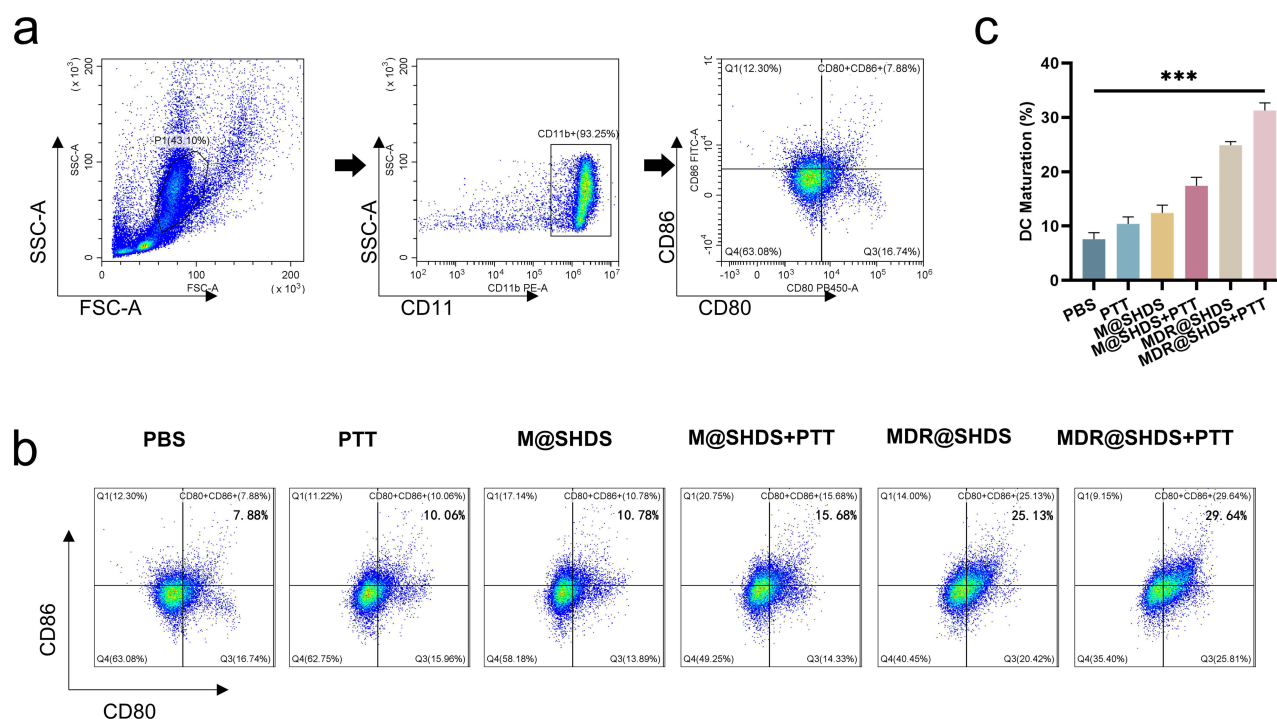 a
200
(x 10³)
SSC-A
100
0
P1(43.10%)
0
100
200
FSC-A
(x 10³)
SSC-A
FSC-A
200
(x 10³)
SSC-A
100
0
CD11b+(93.25%)
10² 10³ 10⁴ 10⁵ 10⁶ 10⁷
CD11b PE-A
SSC-A
CD11
Q1(12.30%) CD80+CD86+(7.88%)
CD86 FITC-A
10⁴
0
-10⁴
Q4(63.08%) Q3(16.74%)
-10³ 0 10³ 10⁴ 10⁵ 10⁶
CD80 PB450-A
CD86
CD80
c
DC Maturation (%)
40
30
20
10
0
***
PBS
PTT
M@SHDS
M@SHDS+PTT
MDR@SHDS
MDR@SHDS+PTT
b
PBS PTT M@SHDS M@SHDS+PTT MDR@SHDS MDR@SHDS+PTT
Q1(12.30%) CD80+CD86+(7.88%)
7.88%
Q4(63.08%) Q3(16.74%)
Q1(11.22%) CD80+CD86+(10.06%)
10.06%
Q4(62.75%) Q3(15.96%)
Q1(17.14%) CD80+CD86+(10.78%)
10.78%
Q4(58.18%) Q3(13.89%)
Q1(20.75%) CD80+CD86+(15.68%)
15.68%
Q4(49.25%) Q3(14.33%)
Q1(14.00%) CD80+CD86+(25.13%)
25.13%
Q4(40.45%) Q3(20.42%)
Q1(9.15%) CD80+CD86+(29.64%)
29.64%
Q4(35.40%) Q3(25.81%)
CD86
CD80